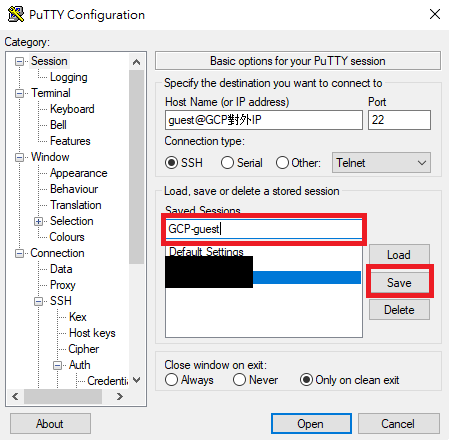 PuTTY Configuration
Category:
Session
Logging
Terminal
Keyboard
Bell
Features
Window
Appearance
Behaviour
Translation
Selection
Colours
Connection
Data
Proxy
SSH
Kex
Host keys
Cipher
Auth
Credentia
Basic options for your PuTTY session
Specify the destination you want to connect to
Host Name (or IP address) Port
guest@GCP對外IP 22
Connection type:
SSH Serial Other: Telnet
Load, save or delete a stored session
Saved Sessions
GCP-guest
Default Settings
Load
Save
Delete
Close window on exit:
Always Never Only on clean exit
About Open Cancel